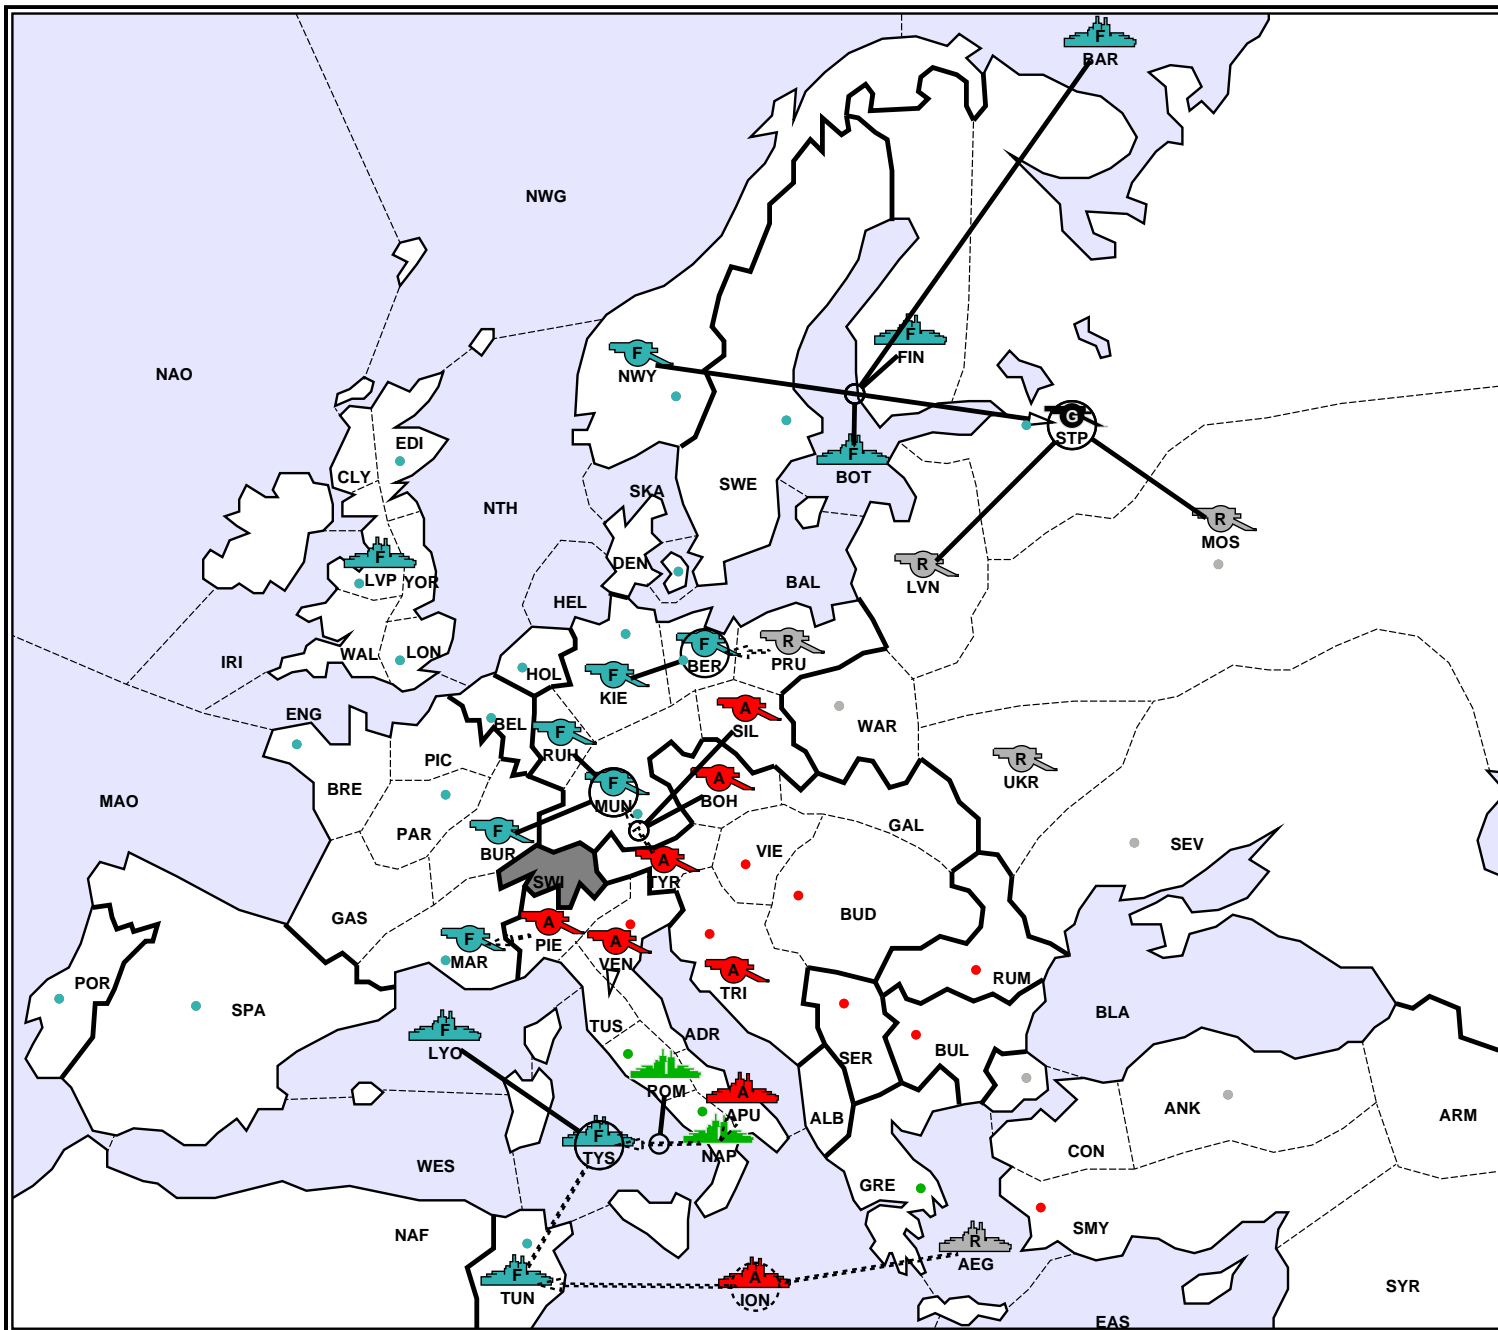 F
BAR
NWG
F
FIN
F
NWY
NAO
G
STP
EDI
F
BOT
CLY
SWE
SKA
NTH
R
MOS
F
LVP
YOR
DEN
BAL
R
LVN
HEL
F
BER
R
PRU
WAL
LON
IRI
HOL
F
KIE
ENG
BEL
A
SIL
WAR
F
RUH
PIC
R
UKR
BRE
F
MUN
A
BOH
MAO
PAR
F
BUR
GAL
SEV
VIE
A
TYR
SWI
GAS
BUD
A
PIE
F
MAR
A
VEN
A
TRI
RUM
POR
SPA
BLA
F
LYO
TUS
ADR
SER
BUL
ROM
A
APU
ALB
ANK
ARM
F
TYS
NAP
CON
WES
GRE
SMY
NAF
R
AEG
F
TUN
A
ION
SYR
EAS